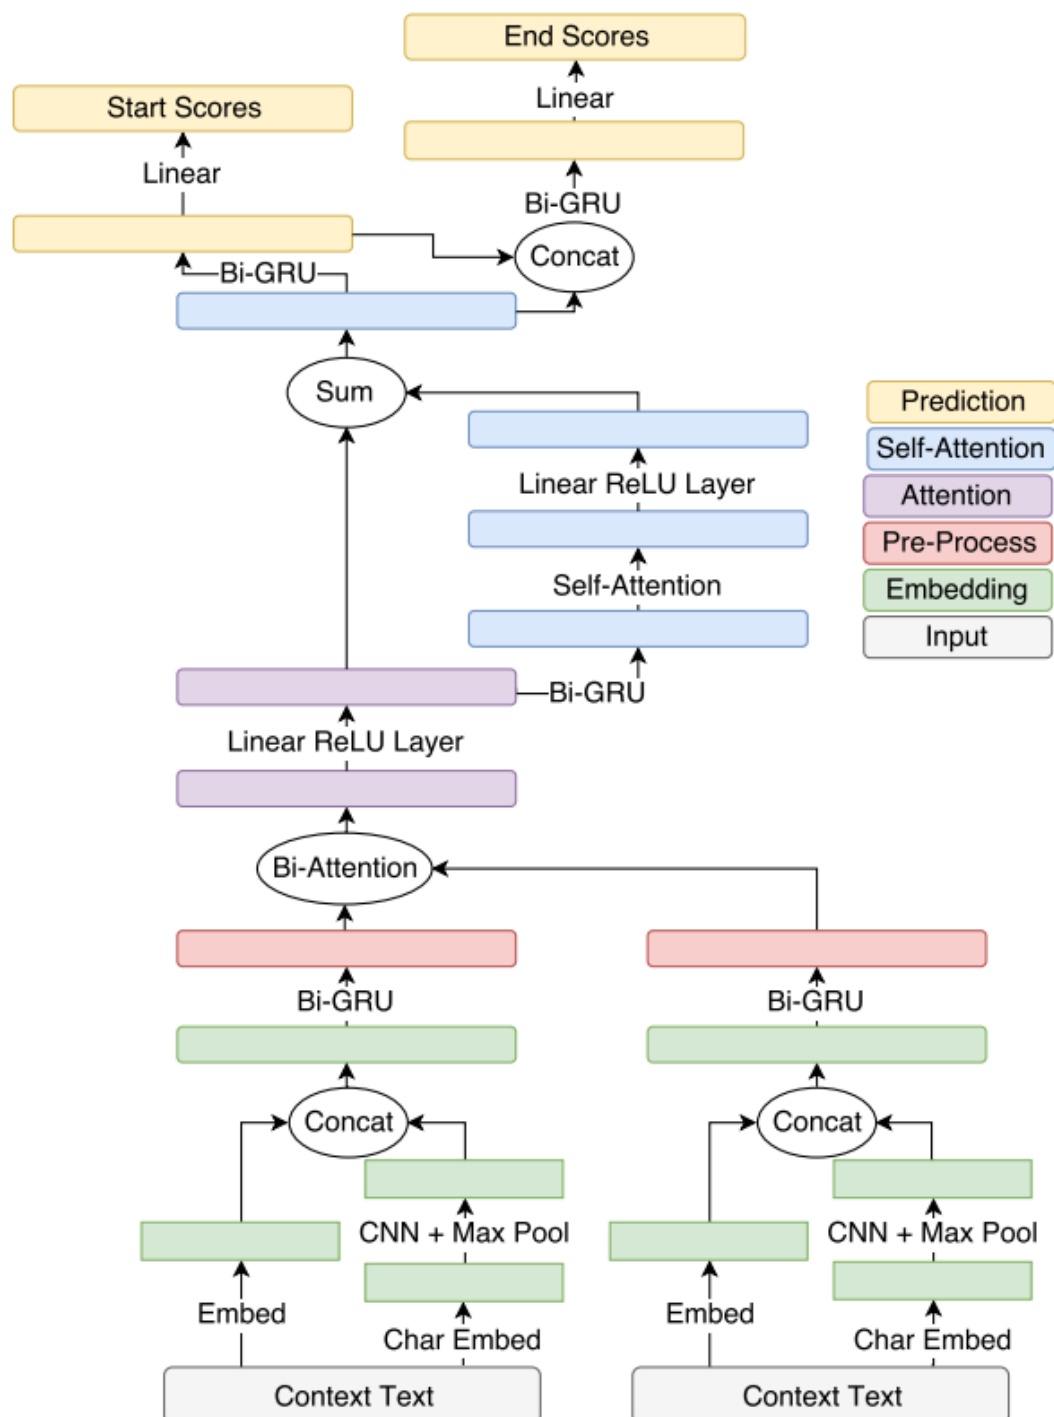 End Scores
Linear
Start Scores
Linear
Bi-GRU
Concat
Bi-GRU
Sum
Linear ReLU Layer
Self-Attention
Bi-GRU
Linear ReLU Layer
Bi-Attention
Bi-GRU
Bi-GRU
Concat
Concat
CNN + Max Pool
CNN + Max Pool
Embed
Char Embed
Embed
Char Embed
Context Text
Context Text
Prediction
Self-Attention
Attention
Pre-Process
Embedding
Input